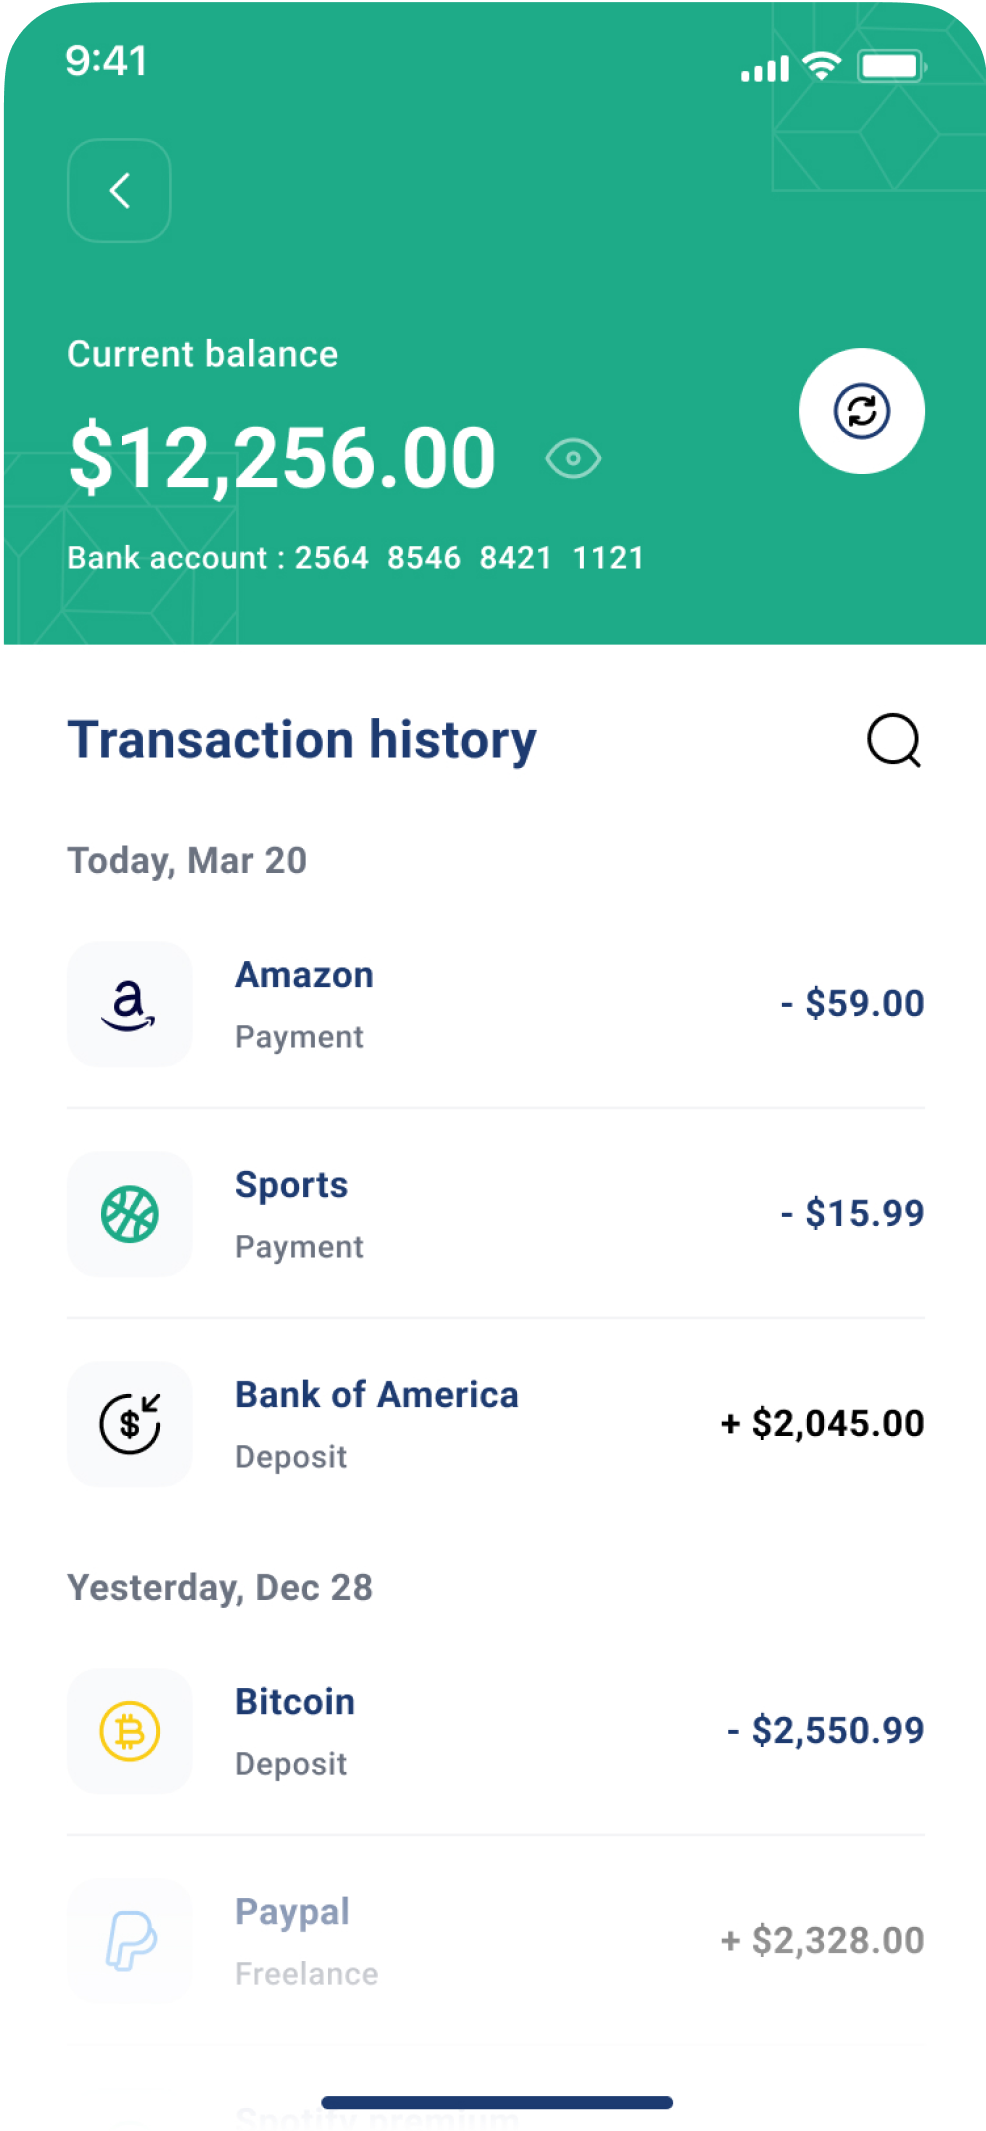 9:41
Current balance
$12,256.00
Bank account : 2564 8546 8421 1121
Transaction history
Today, Mar 20
Amazon
- $59.00
Payment
Sports
- $15.99
Payment
Bank of America
+ $2,045.00
Deposit
Yesterday, Dec 28
Bitcoin
- $2,550.99
Deposit
Paypal
+ $2,328.00
Freelance
Spotify premium